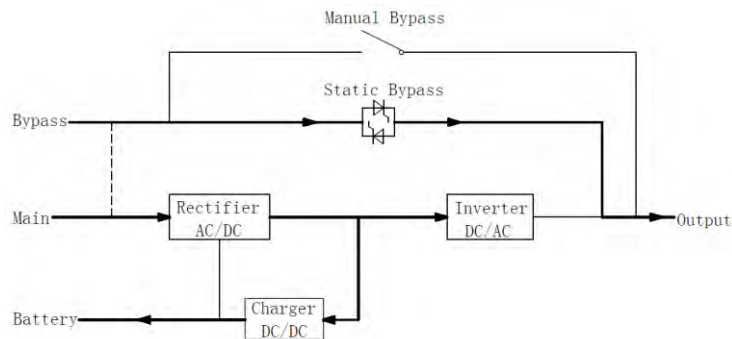 Manual Bypass
Static Bypass
Bypass
Main
Rectifier
AC/DC
Inverter
DC/AC
Output
Battery
Charger
DC/DC